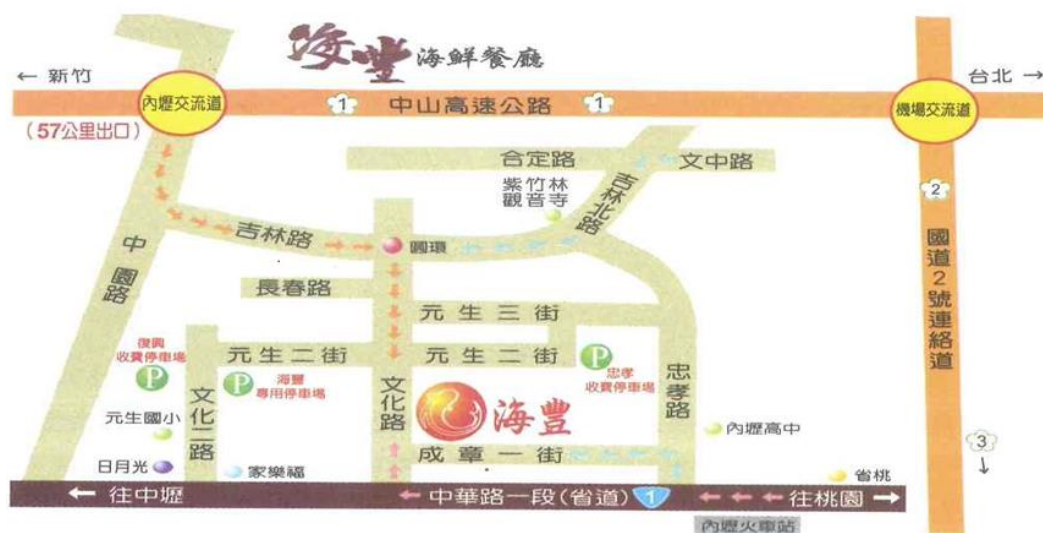 海豐 海鮮餐廳
← 新竹
台北 →
內壢交流道
1
中山高速公路
1
機場交流道
(57公里出口)
合定路
文中路
紫竹林
觀音寺
吉林北路
2
吉林路
圓環
中園路
國道2號連絡道
長春路
元生三街
復興
收費停車場
P
元生二街
元生二街
P
忠孝
收費停車場
P
海豐
專用停車場
文化二路
文化路
海豐
忠孝路
元生國小
內壢高中
3
成章一街
日月光
家樂福
省桃
← 往中壢
中華路一段(省道)
1
往桃園 →
內壢火車站